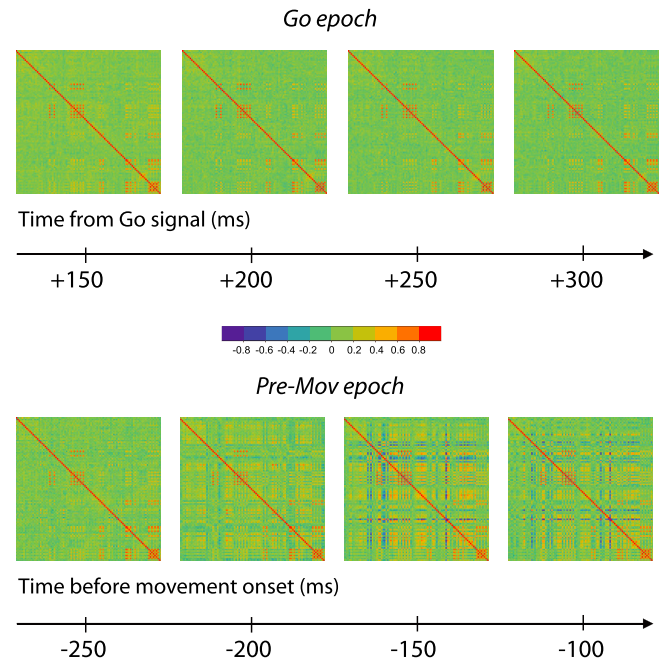 Go epoch
Time from Go signal (ms)
+150 +200 +250 +300
-0.8 -0.6 -0.4 -0.2 0 0.2 0.4 0.6 0.8
Pre-Mov epoch
Time before movement onset (ms)
-250 -200 -150 -100